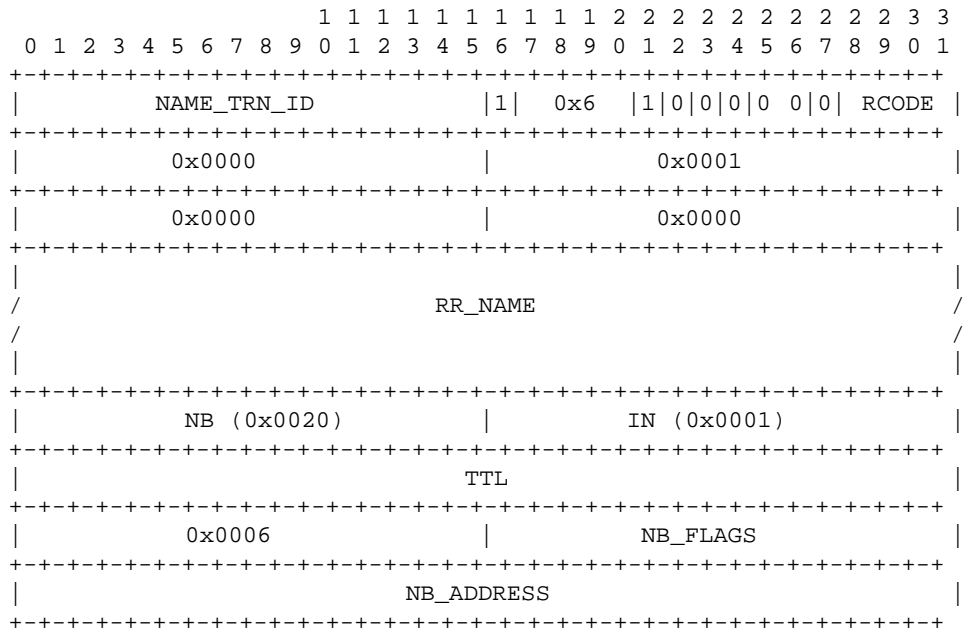 1 1 1 1 1 1 1 1 1 1 2 2 2 2 2 2 2 2 2 2 3 3
 0 1 2 3 4 5 6 7 8 9 0 1 2 3 4 5 6 7 8 9 0 1 2 3 4 5 6 7 8 9 0 1
+-+-+-+-+-+-+-+-+-+-+-+-+-+-+-+-+-+-+-+-+-+-+-+-+-+-+-+-+-+-+-+-+
|         NAME_TRN_ID           |1|  0x6  |1|0|0|0|0 0|0| RCODE |
+-+-+-+-+-+-+-+-+-+-+-+-+-+-+-+-+-+-+-+-+-+-+-+-+-+-+-+-+-+-+-+-+
|          0x0000               |           0x0001              |
+-+-+-+-+-+-+-+-+-+-+-+-+-+-+-+-+-+-+-+-+-+-+-+-+-+-+-+-+-+-+-+-+
|          0x0000               |           0x0000              |
+-+-+-+-+-+-+-+-+-+-+-+-+-+-+-+-+-+-+-+-+-+-+-+-+-+-+-+-+-+-+-+-+
|                                                               |
/                            RR_NAME                            /
/                                                               /
|                                                               |
+-+-+-+-+-+-+-+-+-+-+-+-+-+-+-+-+-+-+-+-+-+-+-+-+-+-+-+-+-+-+-+-+
|           NB (0x0020)         |         IN (0x0001)           |
+-+-+-+-+-+-+-+-+-+-+-+-+-+-+-+-+-+-+-+-+-+-+-+-+-+-+-+-+-+-+-+-+
|                              TTL                              |
+-+-+-+-+-+-+-+-+-+-+-+-+-+-+-+-+-+-+-+-+-+-+-+-+-+-+-+-+-+-+-+-+
|           0x0006              |          NB_FLAGS             |
+-+-+-+-+-+-+-+-+-+-+-+-+-+-+-+-+-+-+-+-+-+-+-+-+-+-+-+-+-+-+-+-+
|                          NB_ADDRESS                           |
+-+-+-+-+-+-+-+-+-+-+-+-+-+-+-+-+-+-+-+-+-+-+-+-+-+-+-+-+-+-+-+-+